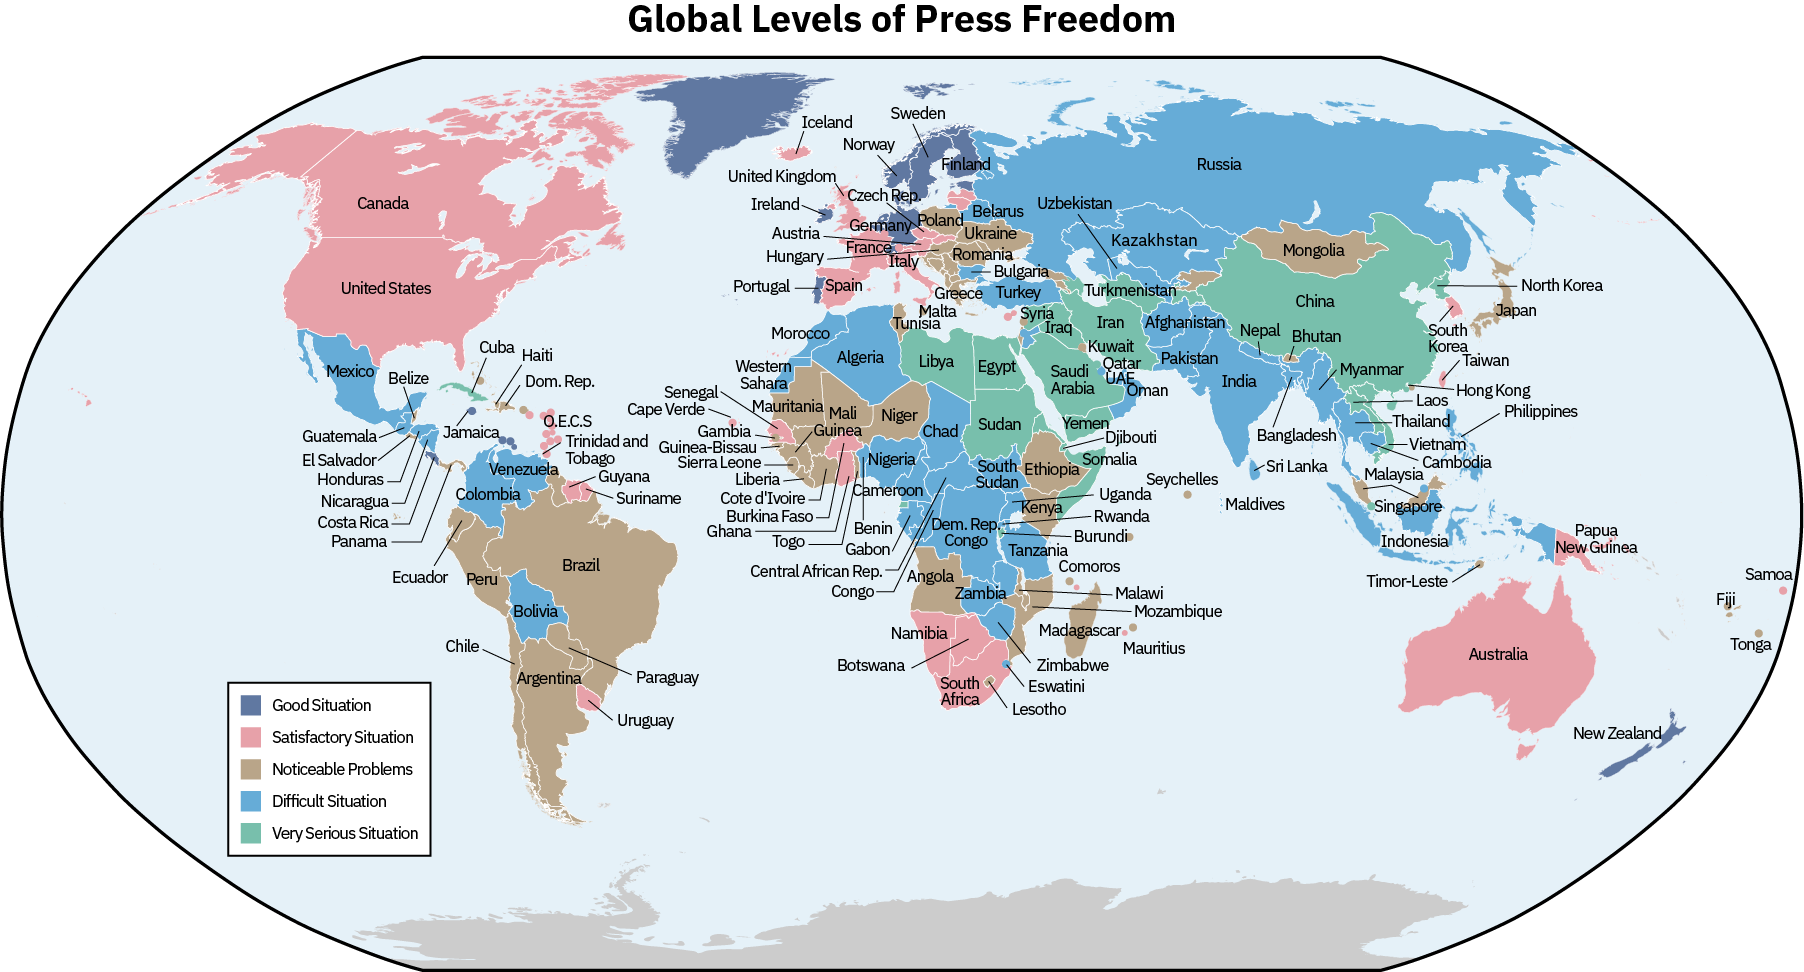 Global Levels of Press Freedom
Iceland
Sweden
Norway
Finland
United Kingdom
Czech Rep.
Ireland
Germany
Poland
Belarus
Austria
Ukraine
France
Hungary
Romania
Italy
Bulgaria
Portugal
Spain
Greece
Turkey
Malta
Russia
Uzbekistan
Kazakhstan
Mongolia
Turkmenistan
China
North Korea
Japan
South
Korea
Taiwan
Hong Kong
Canada
United States
Mexico
Cuba
Haiti
Dom. Rep.
Belize
O.E.C.S
Jamaica
Trinidad and
Tobago
Guatemala
El Salvador
Honduras
Nicaragua
Costa Rica
Panama
Venezuela
Guyana
Suriname
Colombia
Ecuador
Peru
Brazil
Bolivia
Chile
Paraguay
Argentina
Uruguay
Morocco
Tunisia
Algeria
Libya
Egypt
Western
Sahara
Senegal
Cape Verde
Mauritania
Mali
Niger
Chad
Sudan
Gambia
Guinea
Guinea-Bissau
Sierra Leone
Liberia
Cote d'Ivoire
Burkina Faso
Ghana
Togo
Benin
Nigeria
Cameroon
Gabon
Central African Rep.
Congo
South
Sudan
Ethiopia
Djibouti
Somalia
Seychelles
Maldives
Uganda
Kenya
Rwanda
Burundi
Dem. Rep.
Congo
Tanzania
Comoros
Angola
Zambia
Malawi
Mozambique
Namibia
Madagascar
Mauritius
Botswana
Zimbabwe
Eswatini
South
Africa
Lesotho
Syria
Iraq
Iran
Kuwait
Qatar
UAE
Oman
Saudi
Arabia
Yemen
Afghanistan
Pakistan
Nepal
Bhutan
India
Myanmar
Bangladesh
Sri Lanka
Laos
Thailand
Vietnam
Cambodia
Philippines
Malaysia
Singapore
Indonesia
Papua
New Guinea
Timor-Leste
Samoa
Fiji
Tonga
Australia
New Zealand
Good Situation
Satisfactory Situation
Noticeable Problems
Difficult Situation
Very Serious Situation